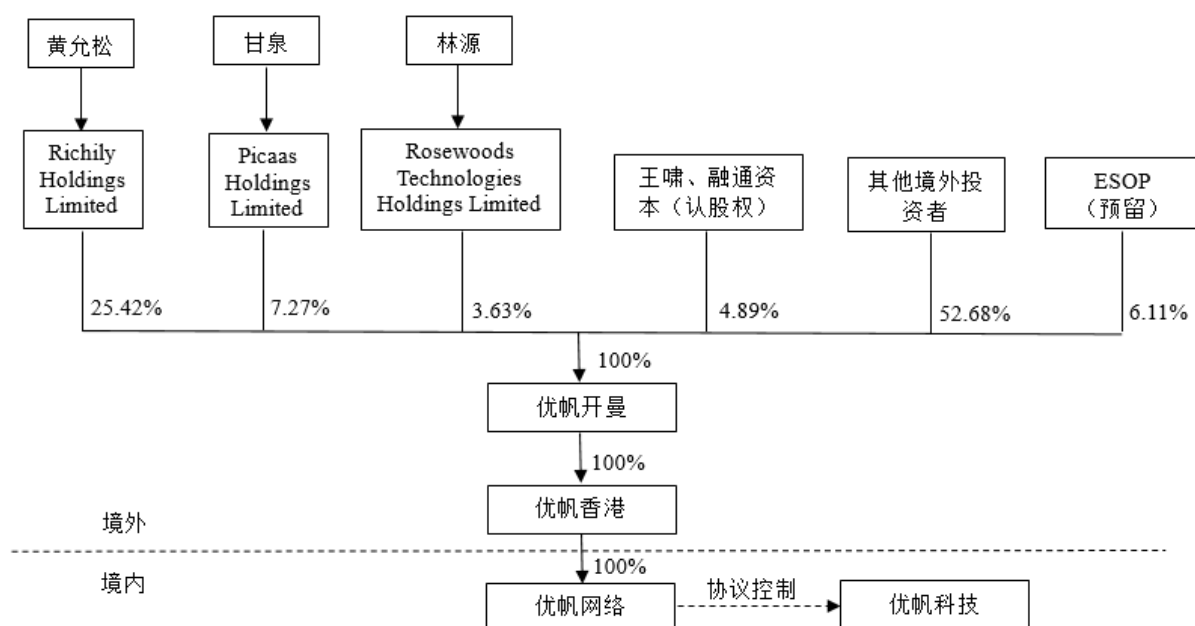 黄允松
甘泉
林源
Richily
Holdings
Limited
Picaas
Holdings
Limited
Rosewoods
Technologies
Holdings Limited
王啸、融通资
本（认股权）
其他境外投
资者
ESOP
（预留）
25.42%
7.27%
3.63%
4.89%
52.68%
6.11%
100%
优帆开曼
100%
优帆香港
境外
100%
境内
优帆网络
协议控制
优帆科技